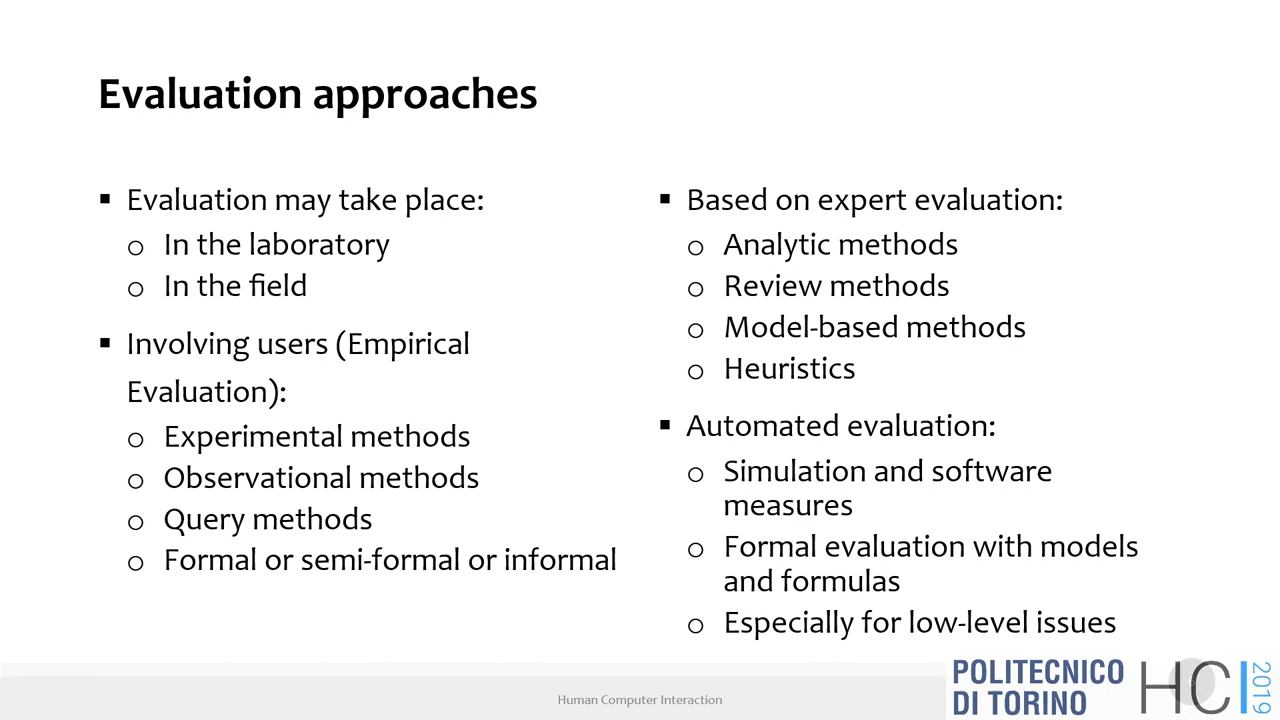 Evaluation approaches
▪ Evaluation may take place:
o In the laboratory
o In the field
▪ Involving users (Empirical
Evaluation):
o Experimental methods
o Observational methods
o Query methods
o Formal or semi-formal or informal
▪ Based on expert evaluation:
o Analytic methods
o Review methods
o Model-based methods
o Heuristics
▪ Automated evaluation:
o Simulation and software
measures
o Formal evaluation with models
and formulas
o Especially for low-level issues
Human Computer Interaction
POLITECNICO
DI TORINO
HCI
2019